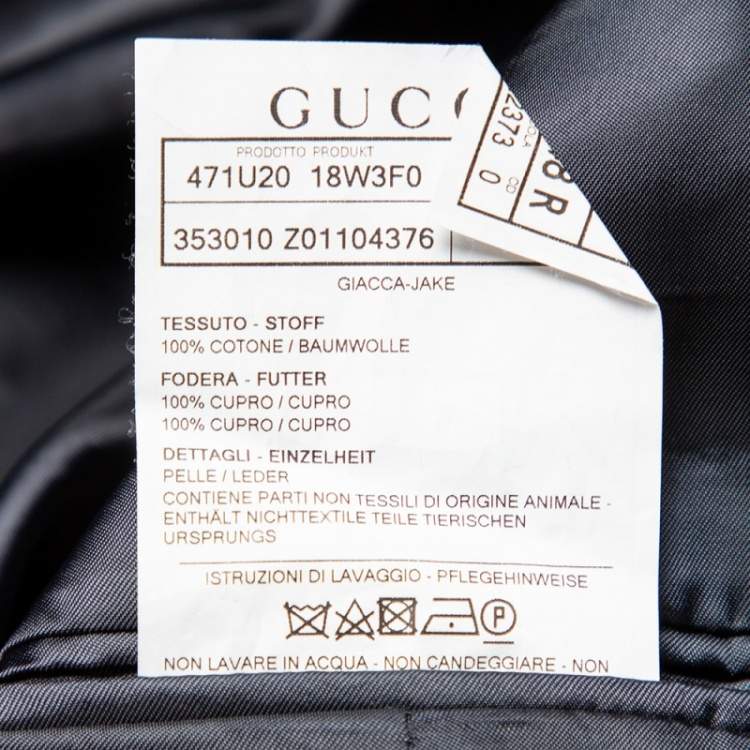 GUCC
PRODOTTO PRODUKT
471U20 18W3F0
353010 Z01104376
2373 0
CD
8 R
GIACCA-JAKE
TESSUTO - STOFF
100% COTONE / BAUMWOLLE
FODERA - FUTTER
100% CUPRO / CUPRO
100% CUPRO / CUPRO
DETTAGLI - EINZELHEIT
PELLE / LEDER
CONTIENE PARTI NON TESSILI DI ORIGINE ANIMALE -
ENTHÄLT NICHTTEXTILE TEILE TIERISCHEN
URSPRUNGS
ISTRUZIONI DI LAVAGGIO - PFLEGEHINWEISE
P
NON LAVARE IN ACQUA - NON CANDEGGIARE - NON